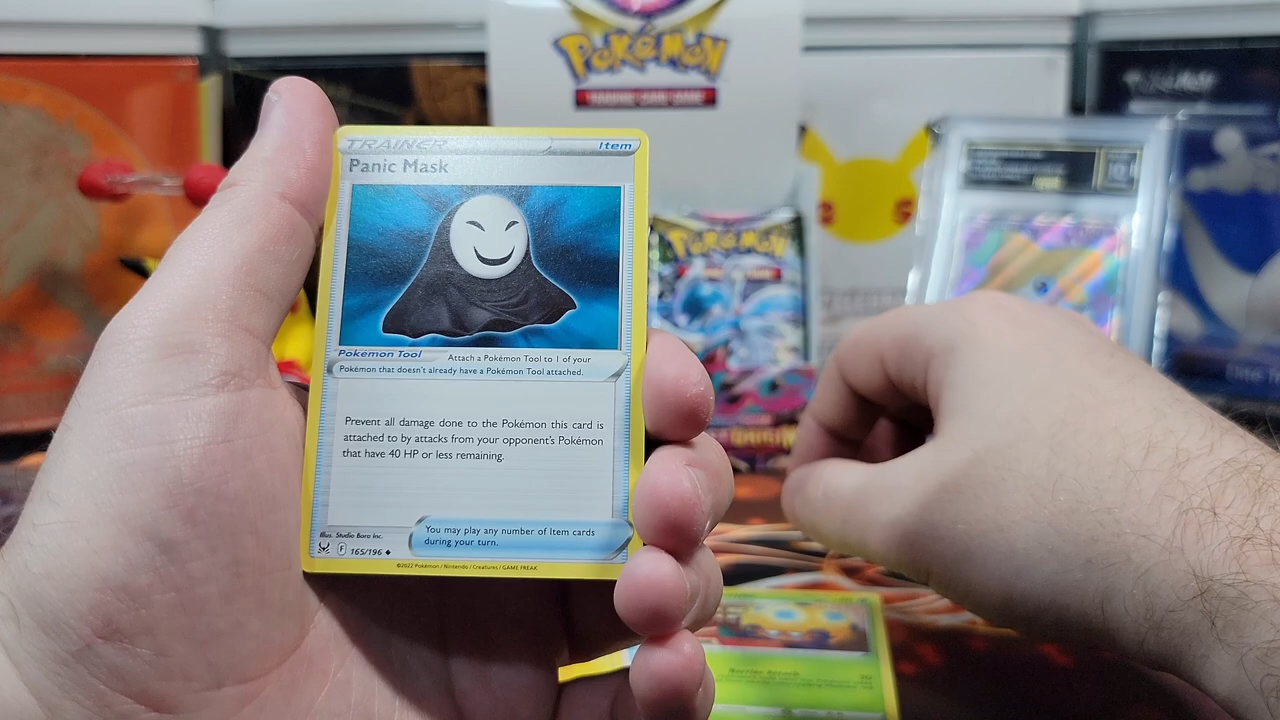 POKéMON
TRADING CARD GAME
TRAINER
Item
Panic Mask
Pokémon Tool
Attach a Pokémon Tool to 1 of your
Pokémon that doesn't already have a Pokémon Tool attached.
Prevent all damage done to the Pokémon this card is
attached to by attacks from your opponent's Pokémon
that have 40 HP or less remaining.
You may play any number of Item cards
during your turn.
Illus. Studio Bora Inc.
F
165/196
©2022 Pokémon / Nintendo / Creatures / GAME FREAK
POKéMON
ORIGIN
POKéMON